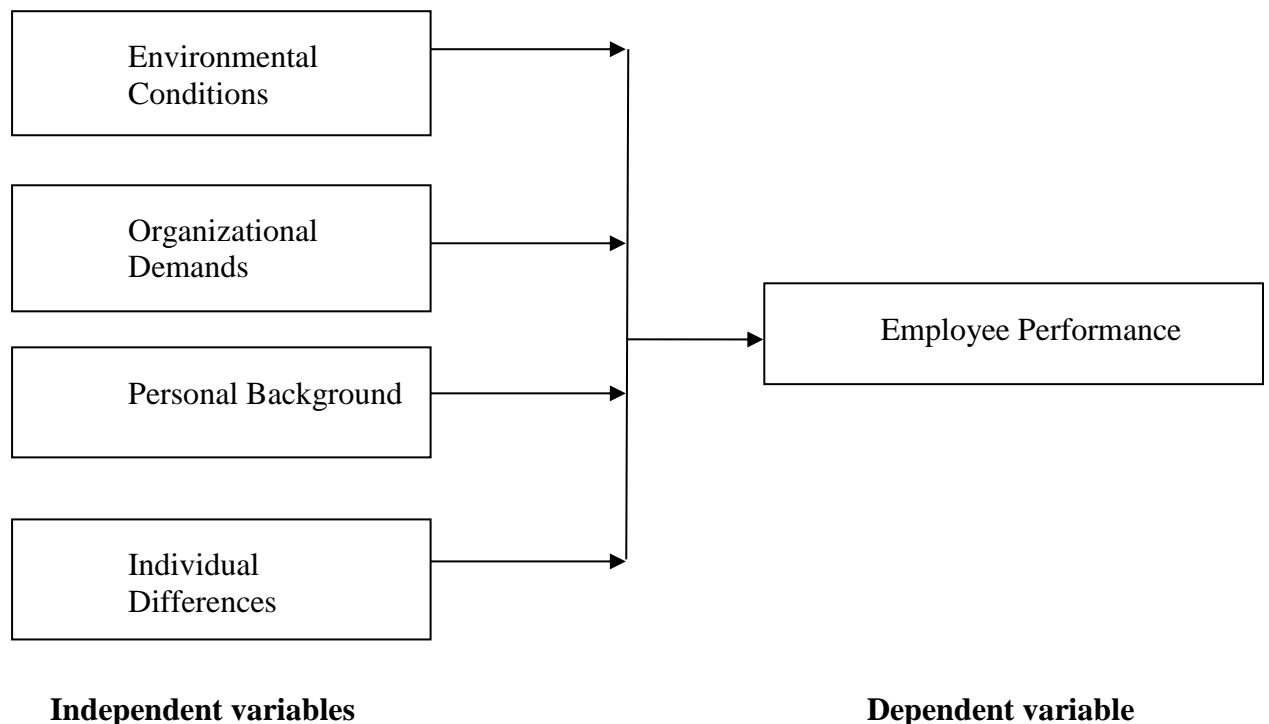 Environmental
Conditions
Organizational
Demands
Employee Performance
Personal Background
Individual
Differences
Independent variables
Dependent variable